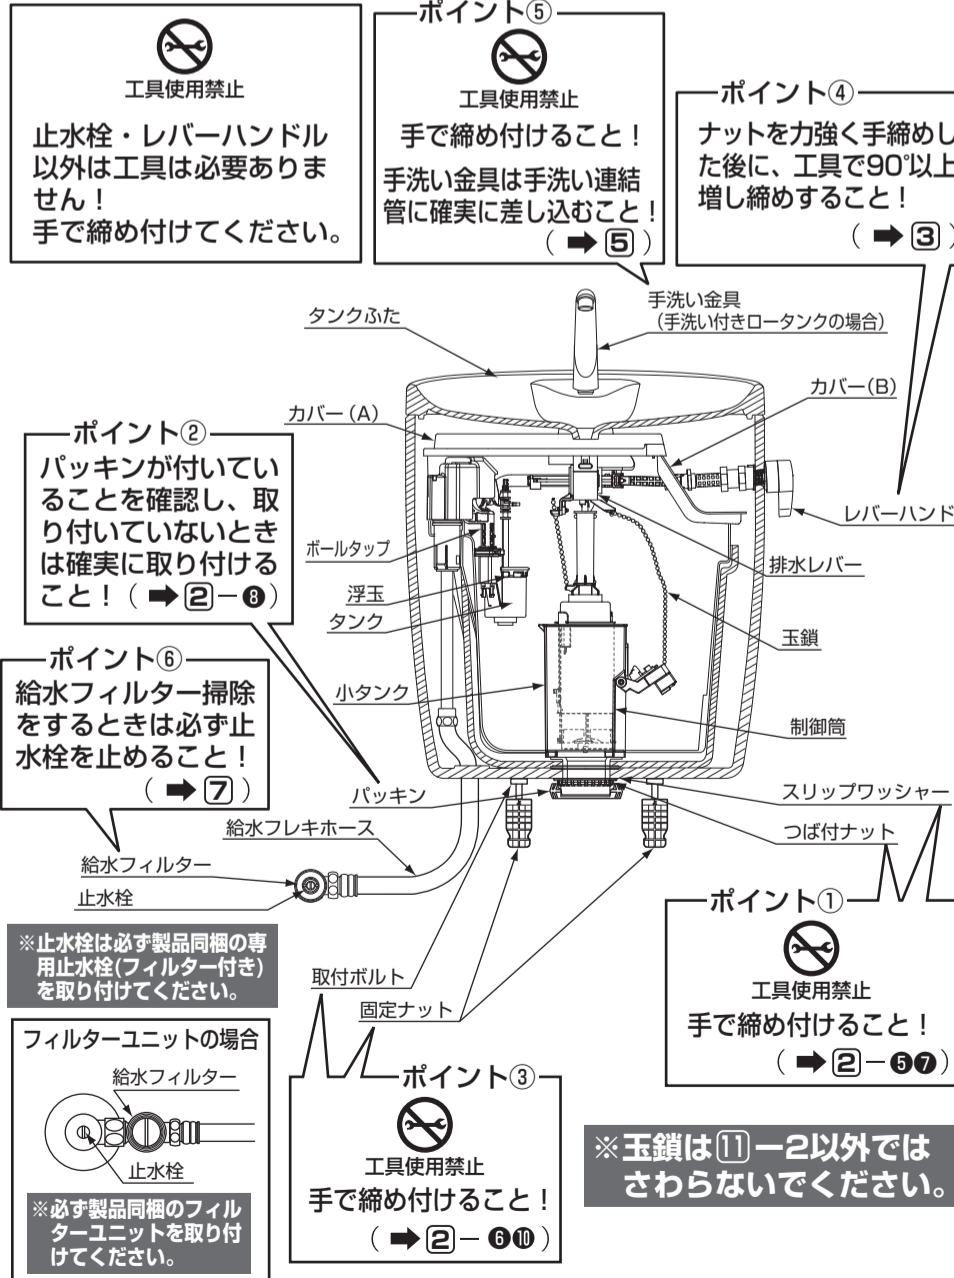 工具使用禁止
止水栓・レバーハンドル
以外は工具は必要ありま
せん！
手で締め付けてください。
ポイント⑤
工具使用禁止
手で締め付けること！
手洗い金具は手洗い連結
管に確実に差し込むこと！
（ ➡ 5 ）
ポイント④
ナットを力強く手締めし
た後に、工具で90°以上
増し締めすること！
（ ➡ 3 ）
タンクふた
手洗い金具
（手洗い付きロータンクの場合）
カバー（A）
カバー（B）
ポイント②
パッキンが付いてい
ることを確認し、取
り付いていないとき
は確実に取り付ける
こと！（ ➡ 2 － ❽ ）
レバーハンド
ボールタップ
排水レバー
浮玉
タンク
玉鎖
ポイント⑥
給水フィルター掃除
をするときは必ず止
水栓を止めること！
（ ➡ 7 ）
小タンク
制御筒
パッキン
スリップワッシャー
つば付ナット
給水フレキホース
給水フィルター
止水栓
※止水栓は必ず製品同梱の専
用止水栓(フィルター付き)
を取り付けてください。
取付ボルト
固定ナット
ポイント①
工具使用禁止
手で締め付けること！
（ ➡ 2 － ❺❼ ）
フィルターユニットの場合
給水フィルター
止水栓
※必ず製品同梱のフィル
ターユニットを取り付
けてください。
ポイント③
工具使用禁止
手で締め付けること！
（ ➡ 2 － ❻❿ ）
※玉鎖は11－2以外では
さわらないでください。